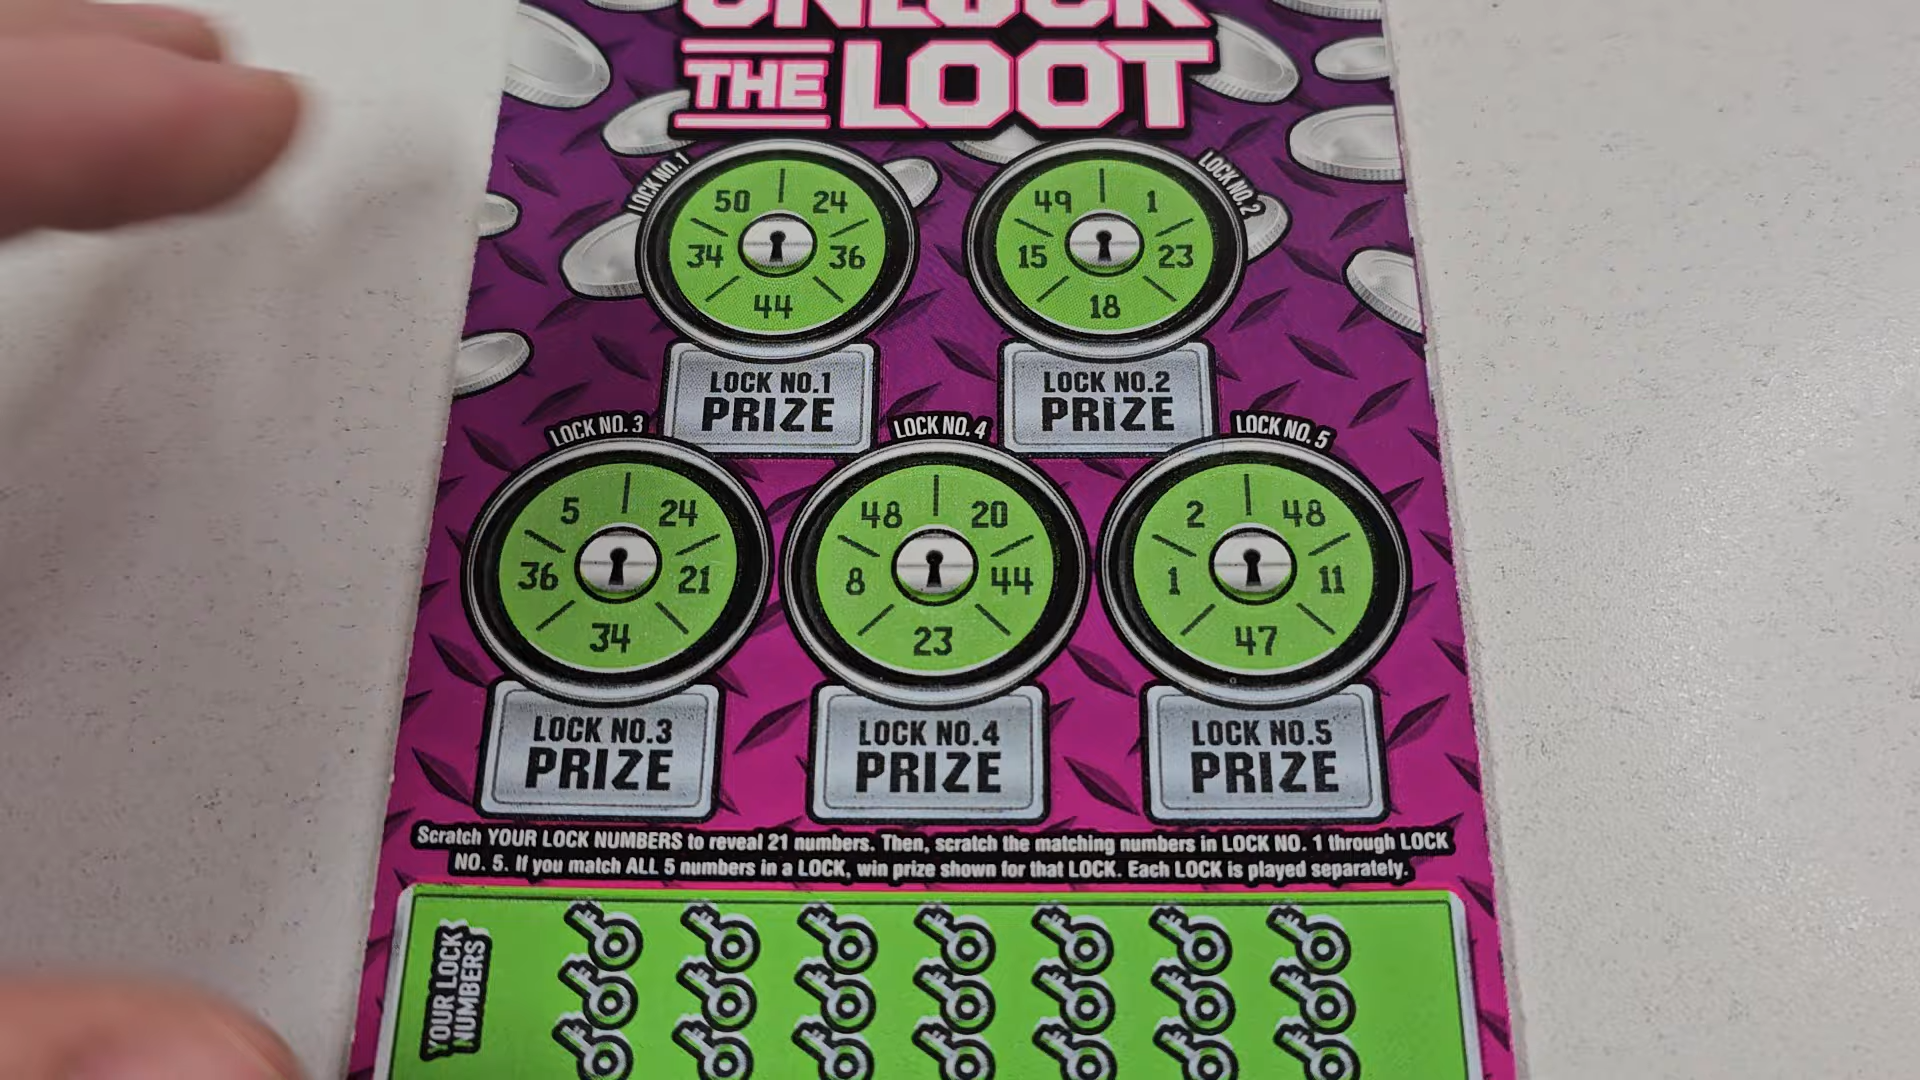 UNLOCK
THE LOOT
LOCK NO.1
LOCK NO.2
50 24
34 36
44
49 1
15 23
18
LOCK NO.1
PRIZE
LOCK NO.2
PRIZE
LOCK NO. 3
LOCK NO. 4
LOCK NO. 5
5 24
36 21
34
48 20
8 44
23
2 48
1 11
47
LOCK NO.3
PRIZE
LOCK NO.4
PRIZE
LOCK NO.5
PRIZE
Scratch YOUR LOCK NUMBERS to reveal 21 numbers. Then, scratch the matching numbers in LOCK NO. 1 through LOCK
NO. 5. If you match ALL 5 numbers in a LOCK, win prize shown for that LOCK. Each LOCK is played separately.
YOUR LOCK
NUMBERS